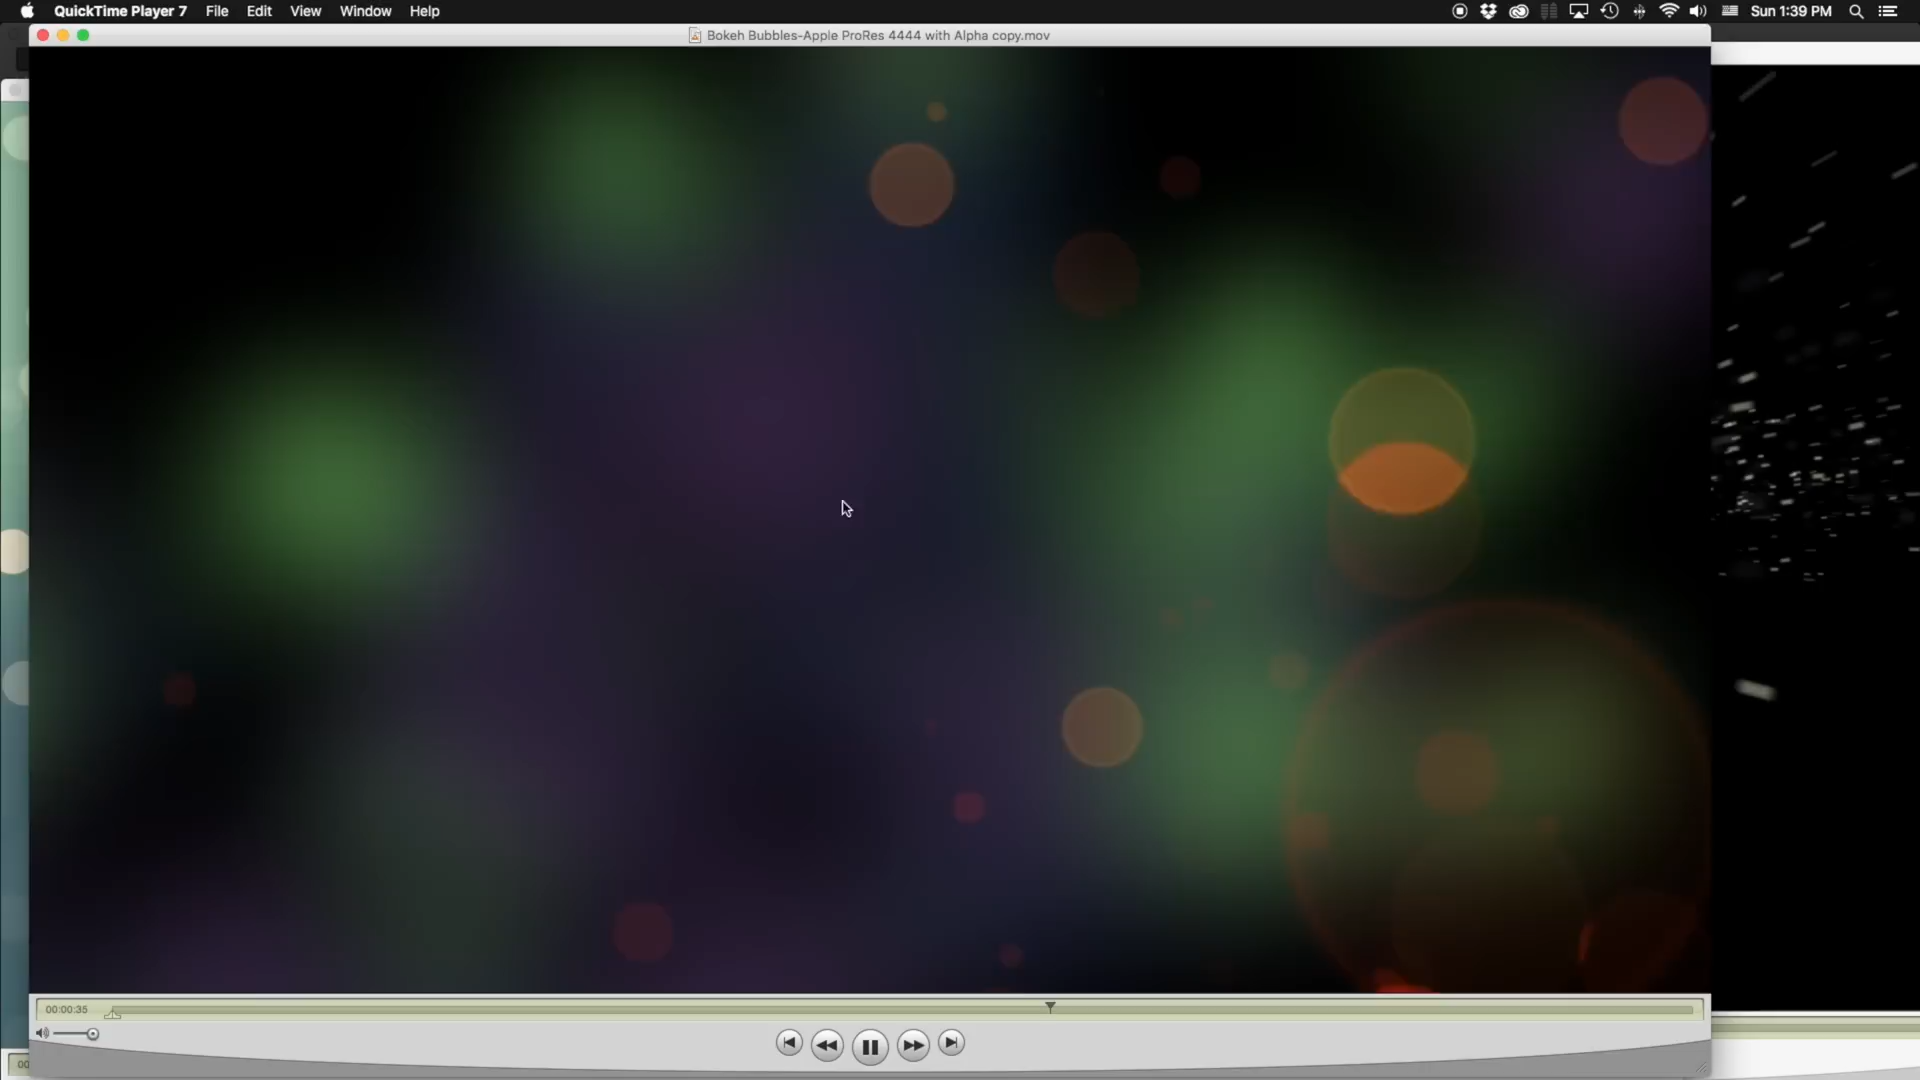 QuickTime Player 7 File Edit View Window Help Sun 1:39 PM
Bokeh Bubbles-Apple ProRes 4444 with Alpha copy.mov
00:00:35
00